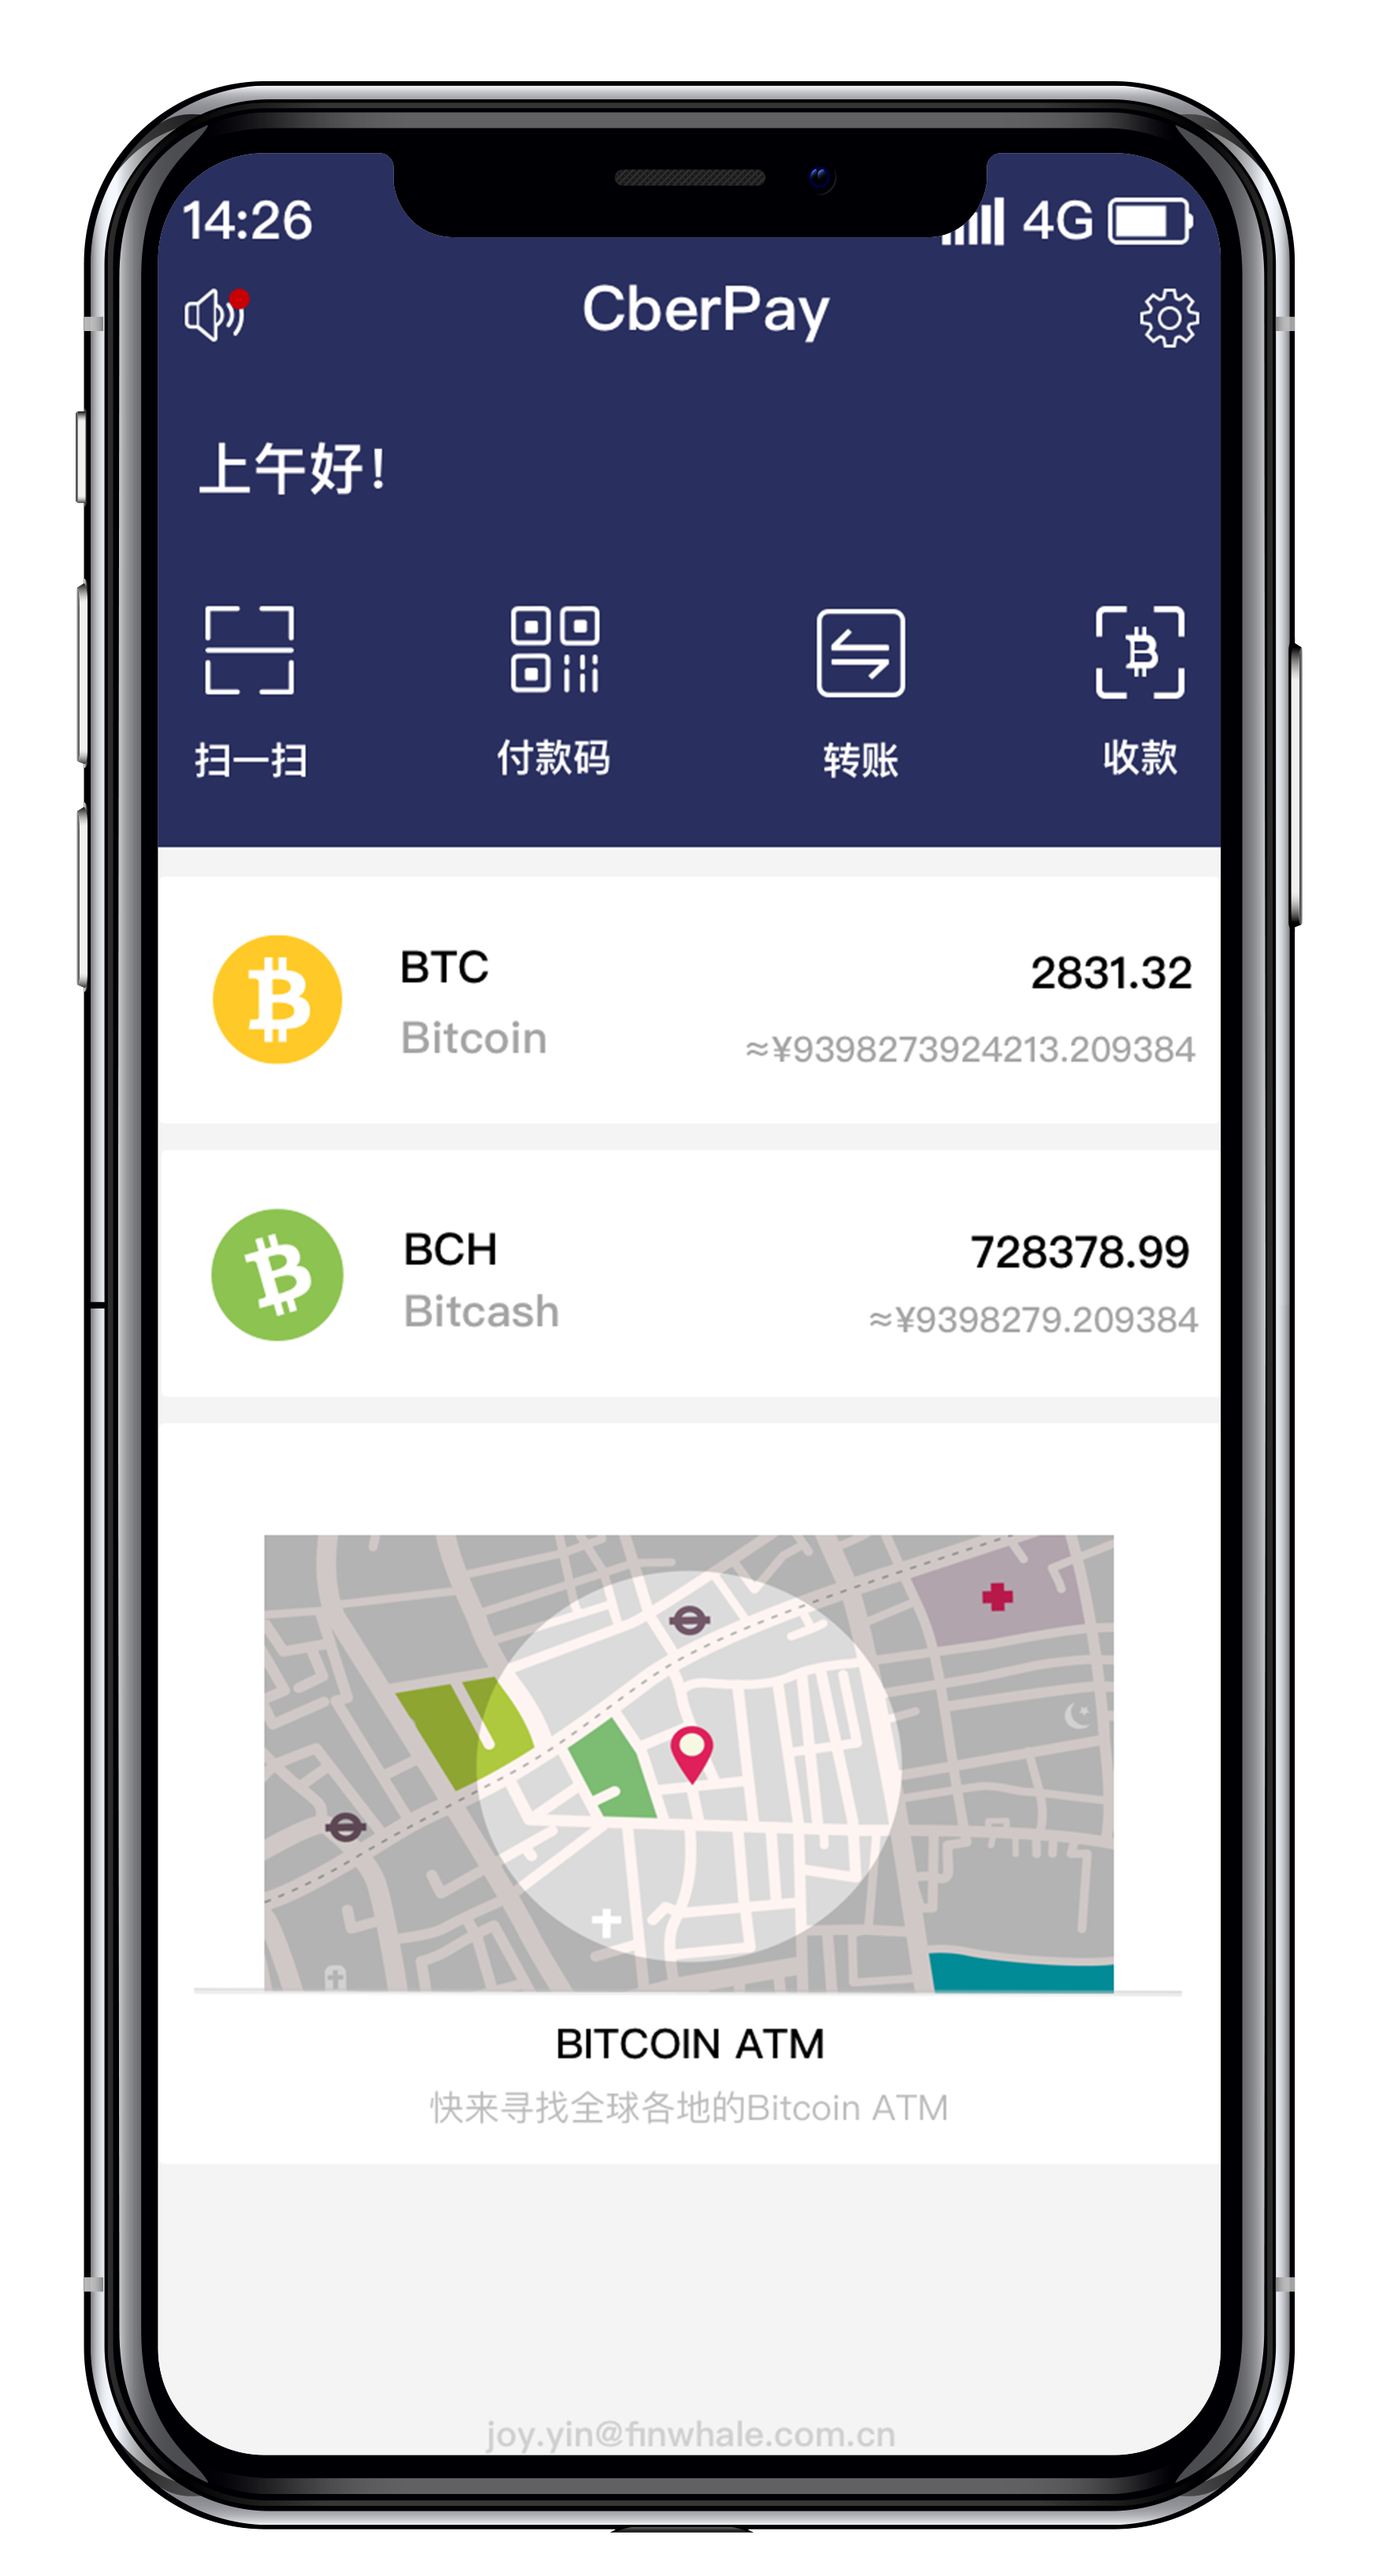 14:26 4G
CberPay
上午好！
扫一扫 付款码 转账 收款
BTC 2831.32
Bitcoin ≈¥9398273924213.209384
BCH 728378.99
Bitcash ≈¥9398279.209384
BITCOIN ATM
快来寻找全球各地的Bitcoin ATM
joy.yin@finwhale.com.cn